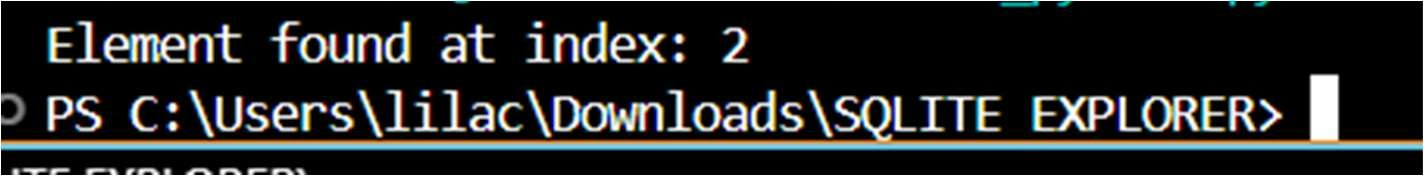 Element found at index: 2
PS C:\Users\lilac\Downloads\SQLITE EXPLORER>